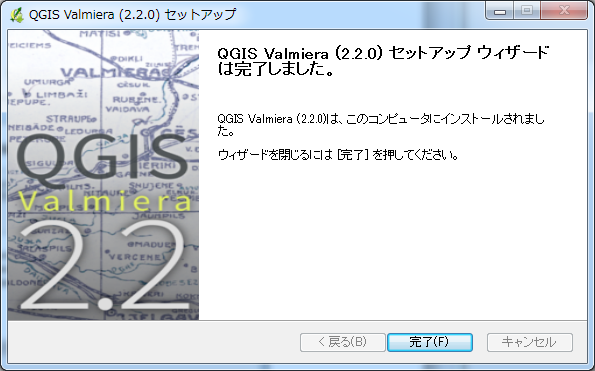 QGIS Valmiera (2.2.0) セットアップ
QGIS Valmiera (2.2.0) セットアップ ウィザード
は完了しました。
QGIS Valmiera (2.2.0)は、このコンピュータにインストールされまし
た。
ウィザードを閉じるには [完了] を押してください。
VALMIERA
LIMBAŽI
RUBENE
VAIDAVA
STRAUPE
QGIS
Valmiera
2.2
MADUEN
VERGENEI
< 戻る(B)
完了(F)
キャンセル